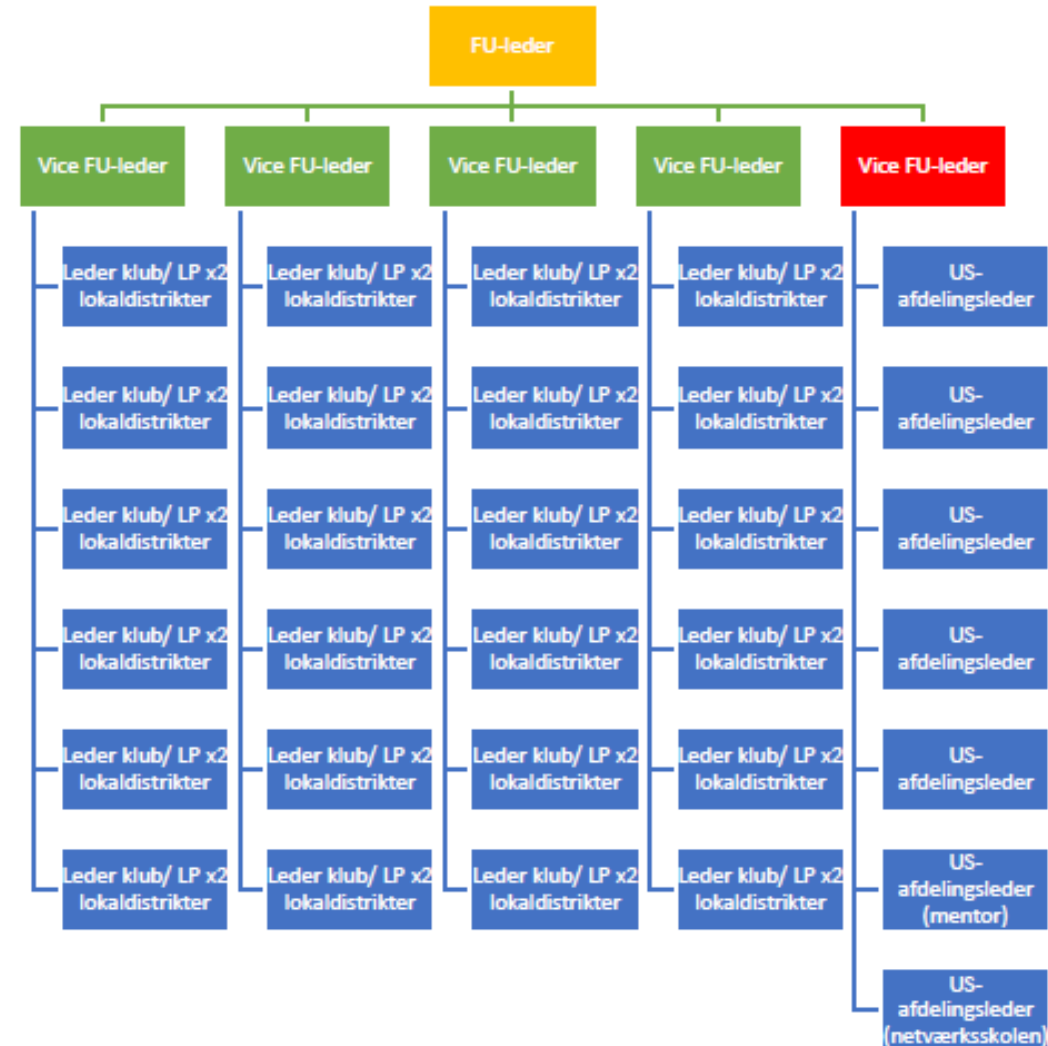 FU-leder
Vice FU-leder
Vice FU-leder
Vice FU-leder
Vice FU-leder
Vice FU-leder
Leder klub/ LP x2
lokaldistrikter
Leder klub/ LP x2
lokaldistrikter
Leder klub/ LP x2
lokaldistrikter
Leder klub/ LP x2
lokaldistrikter
US-
afdelingsleder
Leder klub/ LP x2
lokaldistrikter
Leder klub/ LP x2
lokaldistrikter
Leder klub/ LP x2
lokaldistrikter
Leder klub/ LP x2
lokaldistrikter
US-
afdelingsleder
Leder klub/ LP x2
lokaldistrikter
Leder klub/ LP x2
lokaldistrikter
Leder klub/ LP x2
lokaldistrikter
Leder klub/ LP x2
lokaldistrikter
US-
afdelingsleder
Leder klub/ LP x2
lokaldistrikter
Leder klub/ LP x2
lokaldistrikter
Leder klub/ LP x2
lokaldistrikter
Leder klub/ LP x2
lokaldistrikter
US-
afdelingsleder
Leder klub/ LP x2
lokaldistrikter
Leder klub/ LP x2
lokaldistrikter
Leder klub/ LP x2
lokaldistrikter
Leder klub/ LP x2
lokaldistrikter
US-
afdelingsleder
Leder klub/ LP x2
lokaldistrikter
Leder klub/ LP x2
lokaldistrikter
Leder klub/ LP x2
lokaldistrikter
Leder klub/ LP x2
lokaldistrikter
US-
afdelingsleder
(mentor)
US-
afdelingsleder
(netværksskolen)